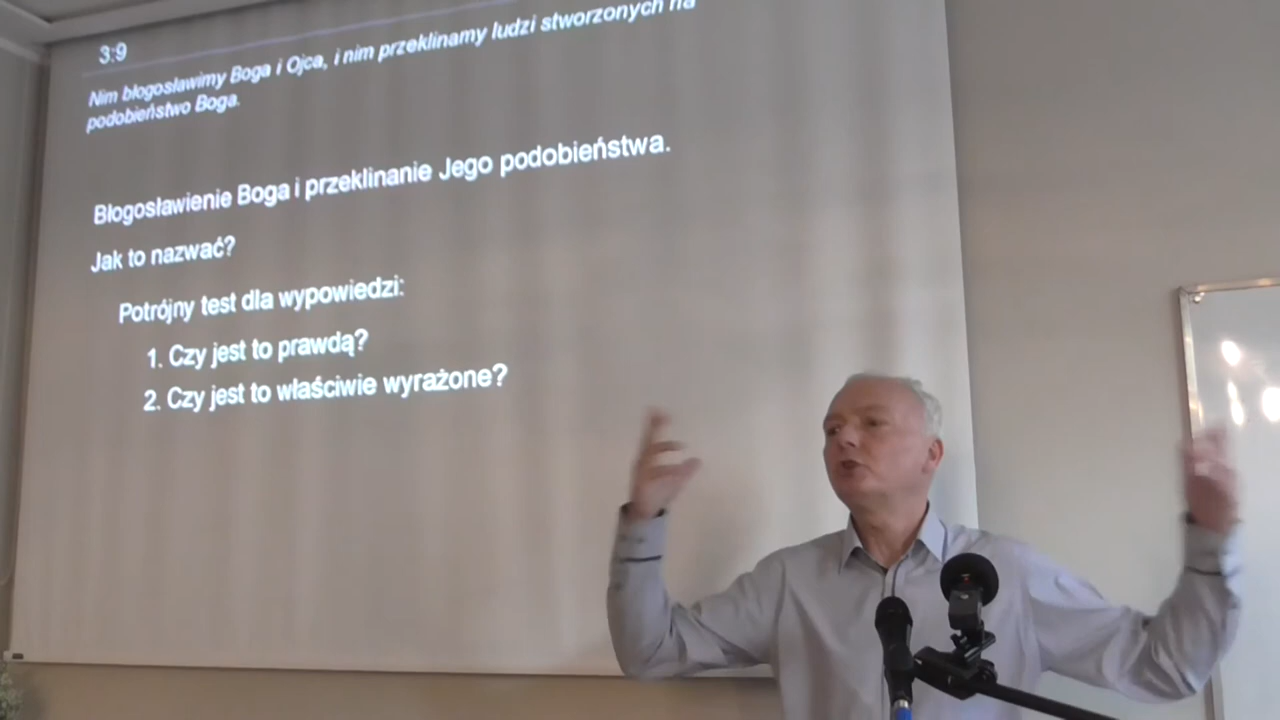 3:9
Nim błogosławimy Boga i Ojca, i nim przeklinamy ludzi stworzonych na
podobieństwo Boga.
Błogosławienie Boga i przeklinanie Jego podobieństwa.
Jak to nazwać?
Potrójny test dla wypowiedzi:
1. Czy jest to prawdą?
2. Czy jest to właściwie wyrażone?